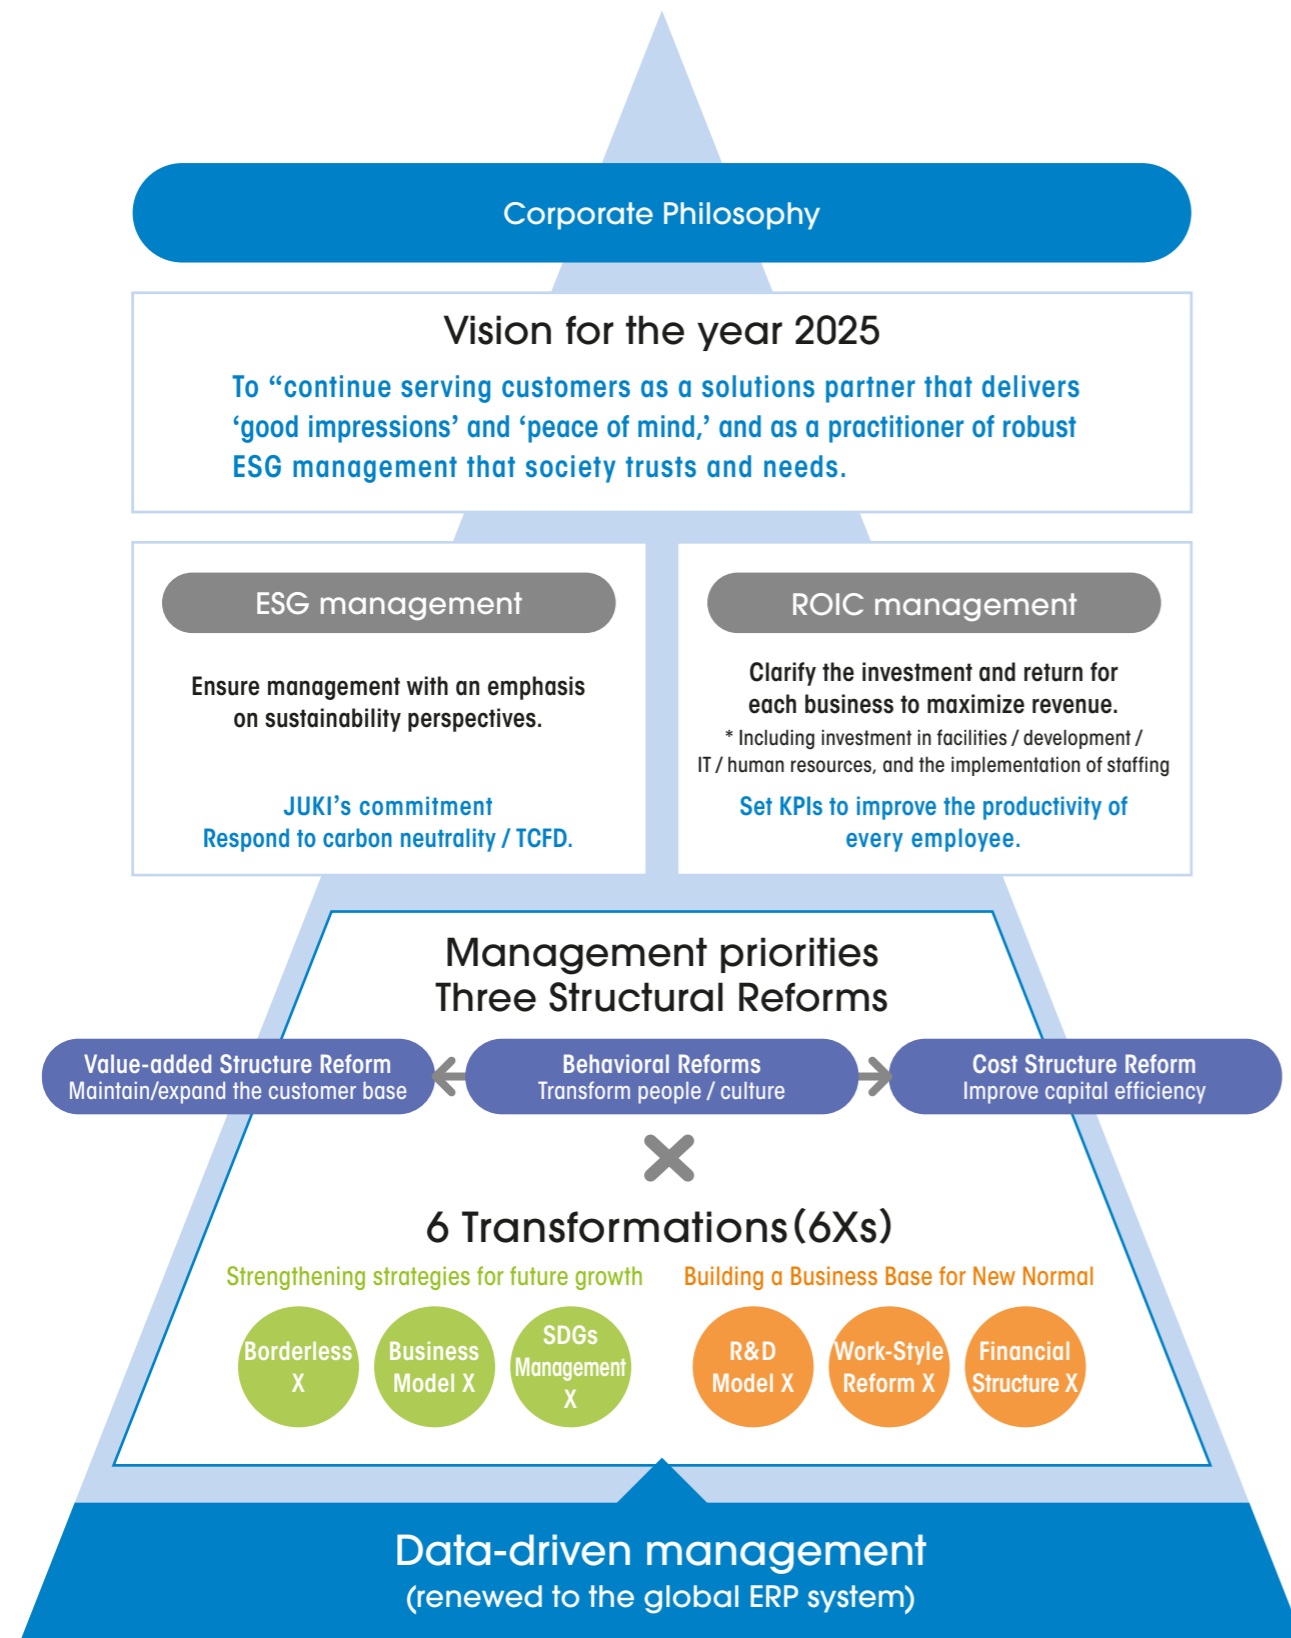 Corporate Philosophy
Vision for the year 2025
To “continue serving customers as a solutions partner that delivers
‘good impressions’ and ‘peace of mind,’ and as a practitioner of robust
ESG management that society trusts and needs.
ESG management
Ensure management with an emphasis
on sustainability perspectives.
JUKI’s commitment
Respond to carbon neutrality / TCFD.
ROIC management
Clarify the investment and return for
each business to maximize revenue.
* Including investment in facilities / development /
IT / human resources, and the implementation of staffing
Set KPIs to improve the productivity of
every employee.
Management priorities
Three Structural Reforms
Value-added Structure Reform
Maintain/expand the customer base
Behavioral Reforms
Transform people / culture
Cost Structure Reform
Improve capital efficiency
6 Transformations (6Xs)
Strengthening strategies for future growth
Borderless
X
Business
Model X
SDGs
Management
X
Building a Business Base for New Normal
R&D
Model X
Work-Style
Reform X
Financial
Structure X
Data-driven management
(renewed to the global ERP system)